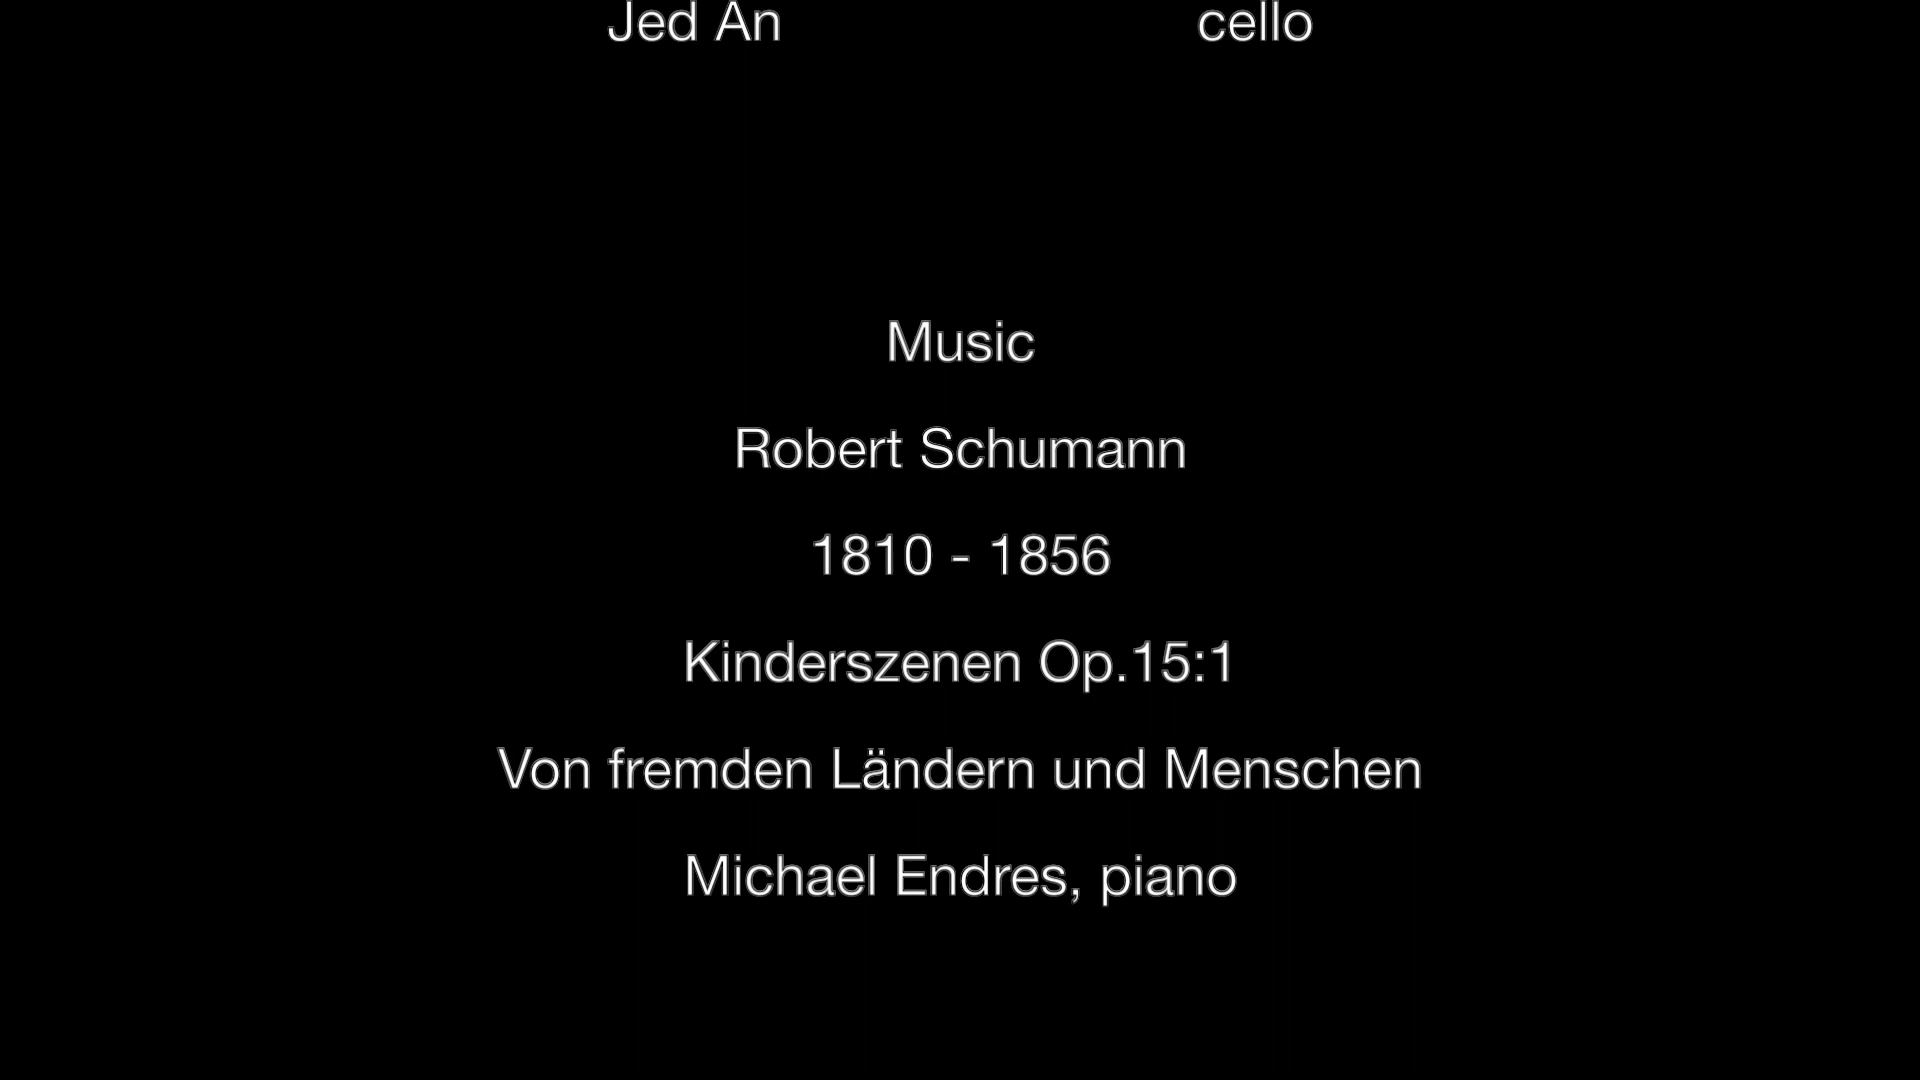 Jed An cello
Music
Robert Schumann
1810 - 1856
Kinderszenen Op.15:1
Von fremden Ländern und Menschen
Michael Endres, piano